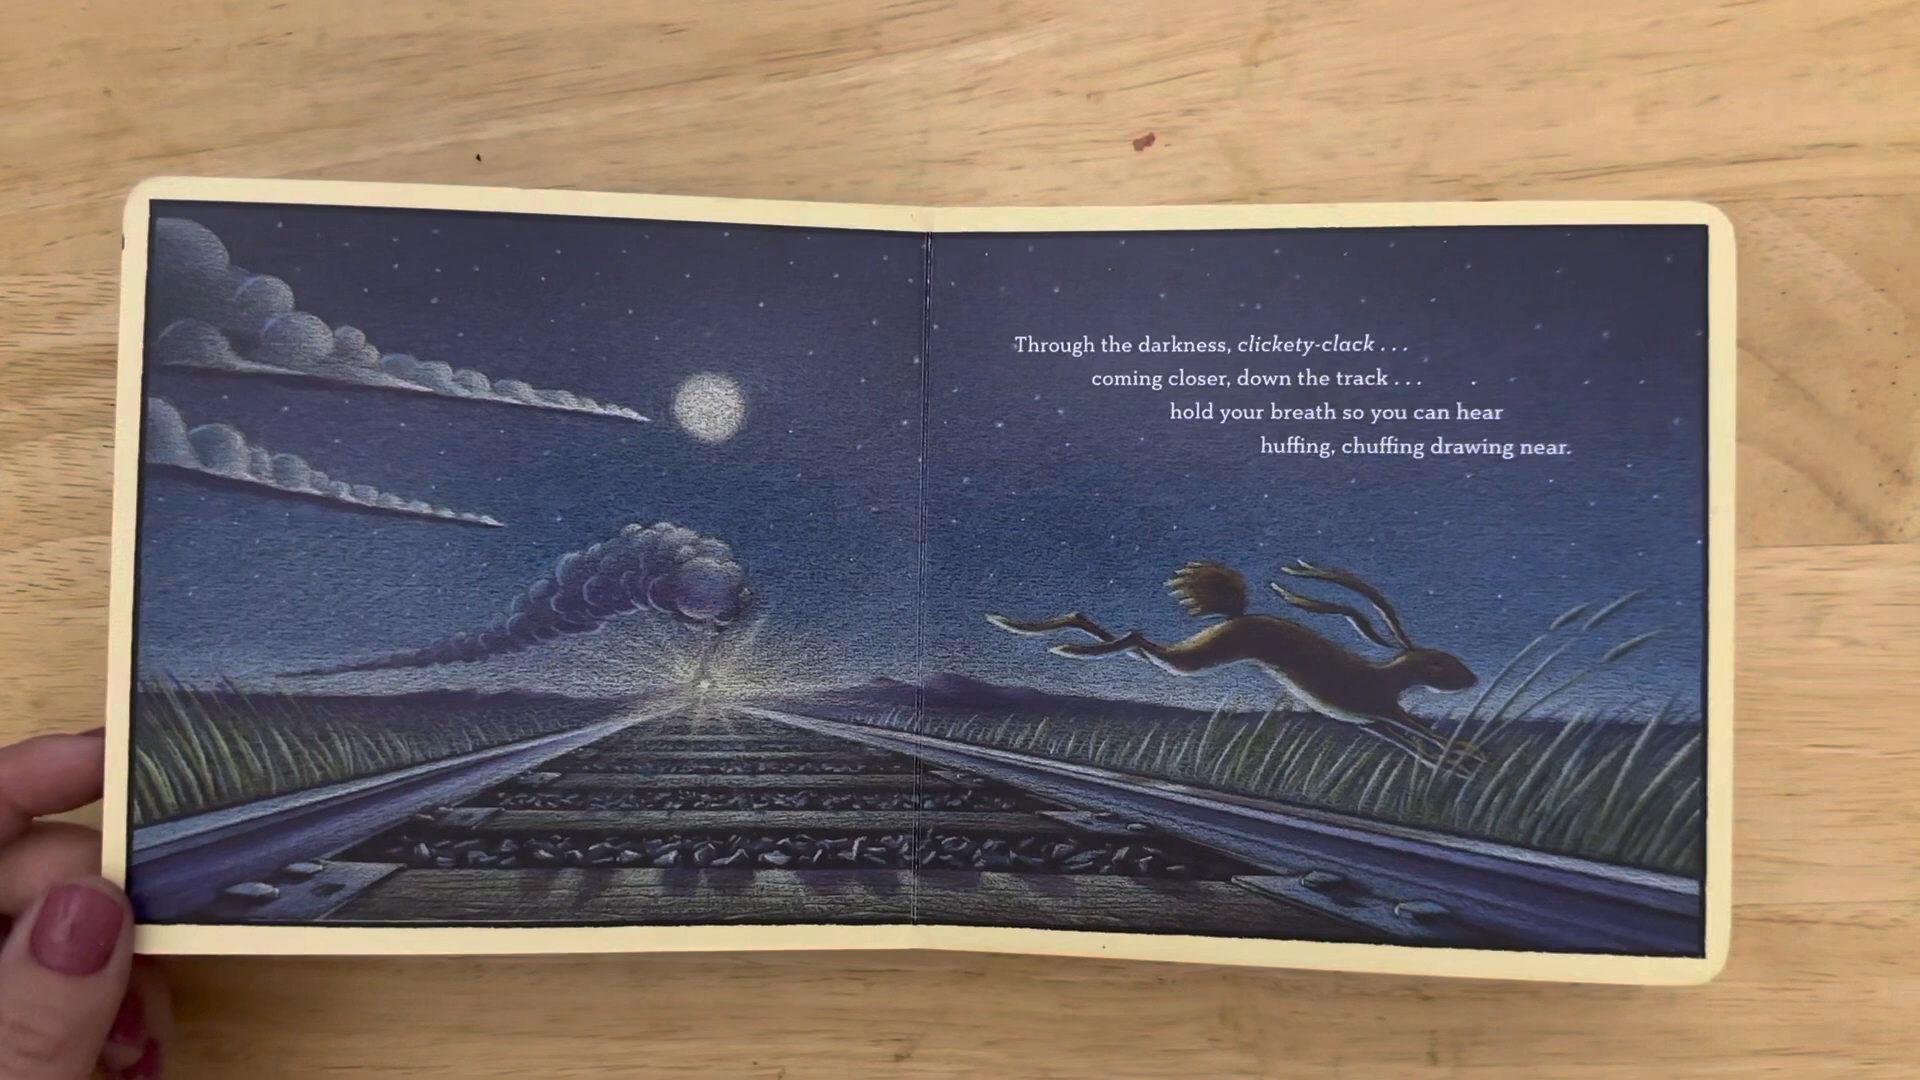 Through the darkness, clickety-clack . . .
coming closer, down the track . . .
hold your breath so you can hear
huffing, chuffing drawing near.